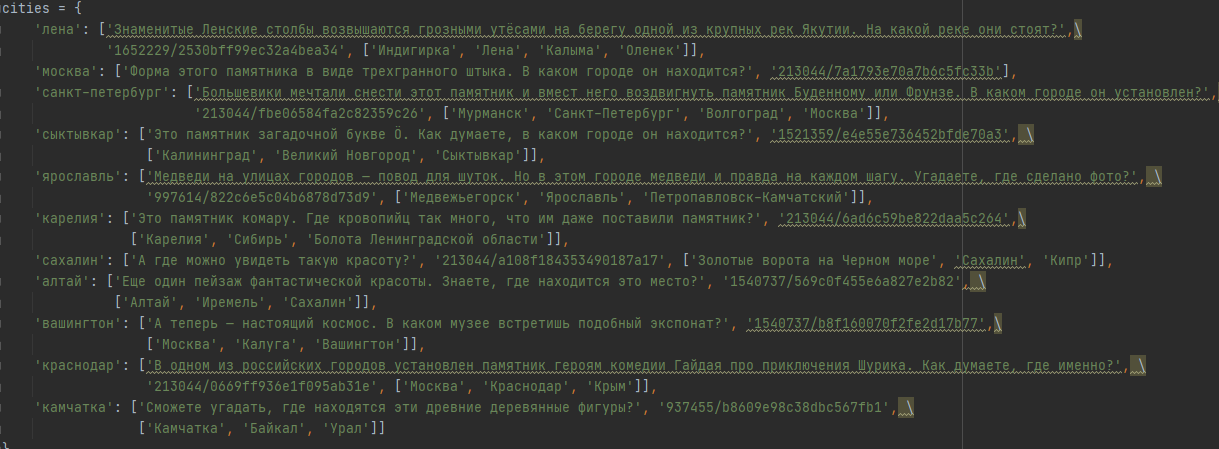 cities = {
'лена': ['Знаменитые Ленские столбы возвышаются грозными утёсами на берегу одной из крупных рек Якутии. На какой реке они стоят?',\
'1652229/2530bff99ec32a4bea34', ['Индигирка', 'Лена', 'Калыма', 'Оленек']],
'москва': ['Форма этого памятника в виде трехгранного штыка. В каком городе он находится?', '213044/7a1793e70a7b6c5fc33b'],
'санкт-петербург': ['Большевики мечтали снести этот памятник и вмест него воздвигнуть памятник Буденному или Фрунзе. В каком городе он установлен?',
'213044/fbe06584fa2c82359c26', ['Мурманск', 'Санкт-Петербург', 'Волгоград', 'Москва']],
'сыктывкар': ['Это памятник загадочной букве Ö. Как думаете, в каком городе он находится?', '1521359/e4e55e736452bfde70a3', \
['Калининград', 'Великий Новгород', 'Сыктывкар']],
'ярославль': ['Медведи на улицах городов — повод для шуток. Но в этом городе медведи и правда на каждом шагу. Угадаете, где сделано фото?', \
'997614/822c6e5c04b6878d73d9', ['Медвежьегорск', 'Ярославль', 'Петропавловск-Камчатский']],
'карелия': ['Это памятник комару. Где кровопийц так много, что им даже поставили памятник?', '213044/6ad6c59be822daa5c264',\
['Карелия', 'Сибирь', 'Болота Ленинградской области']],
'сахалин': ['А где можно увидеть такую красоту?', '213044/a108f184353490187a17', ['Золотые ворота на Черном море', 'Сахалин', 'Кипр']],
'алтай': ['Еще один пейзаж фантастической красоты. Знаете, где находится это место?', '1540737/569c0f455e6a827e2b82', \
['Алтай', 'Иремель', 'Сахалин']],
'вашингтон': ['А теперь — настоящий космос. В каком музее встретишь подобный экспонат?', '1540737/b8f160070f2fe2d17b77',\
['Москва', 'Калуга', 'Вашингтон']],
'краснодар': ['В одном из российских городов установлен памятник героям комедии Гайдая про приключения Шурика. Как думаете, где именно?', \
'213044/0669ff936e1f095ab31e', ['Москва', 'Краснодар', 'Крым']],
'камчатка': ['Сможете угадать, где находятся эти древние деревянные фигуры?', '937455/b8609e98c38dbc567fb1', \
['Камчатка', 'Байкал', 'Урал']]
}